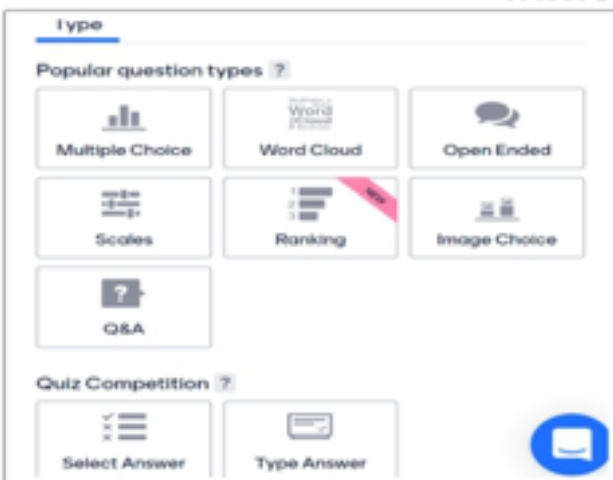 Type
Popular question types ?
Multiple Choice
Word Cloud
Open Ended
Scales
Ranking
NEW
Image Choice
Q&A
Quiz Competition ?
Select Answer
Type Answer